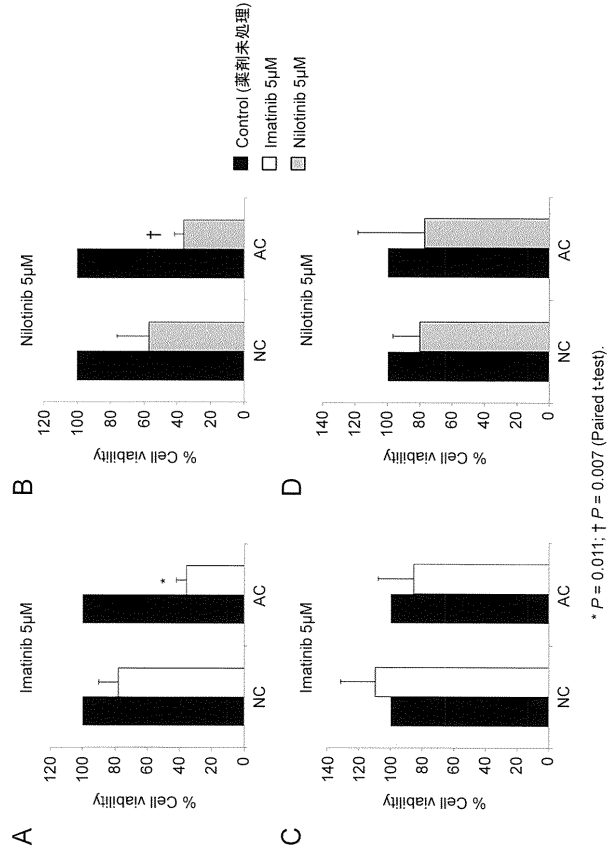 A
Imatinib 5μM
% Cell viability
120
100
80
60
40
20
0
*
NC
AC
B
Nilotinib 5μM
% Cell viability
120
100
80
60
40
20
0
†
NC
AC
Control (薬剤未処理)
Imatinib 5μM
Nilotinib 5μM
C
Imatinib 5μM
% Cell viability
140
120
100
80
60
40
20
0
NC
AC
D
Nilotinib 5μM
% Cell viability
140
120
100
80
60
40
20
0
NC
AC
* P = 0.011; † P = 0.007 (Paired t-test).